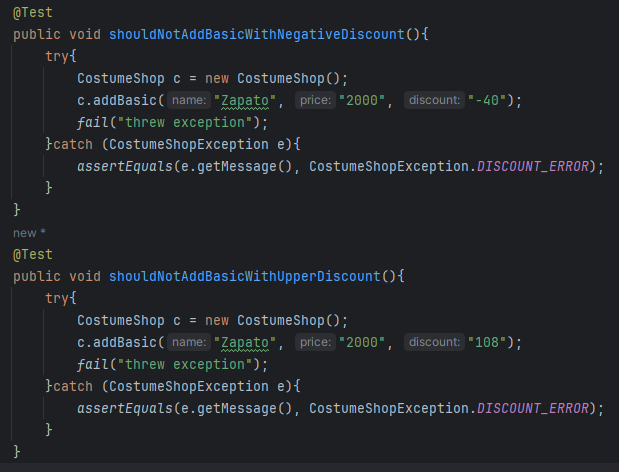 @Test
public void shouldNotAddBasicWithNegativeDiscount(){
    try{
        CostumeShop c = new CostumeShop();
        c.addBasic( name: "Zapato", price: "2000", discount: "-40");
        fail("threw exception");
    }catch (CostumeShopException e){
        assertEquals(e.getMessage(), CostumeShopException.DISCOUNT_ERROR);
    }
}
new *
@Test
public void shouldNotAddBasicWithUpperDiscount(){
    try{
        CostumeShop c = new CostumeShop();
        c.addBasic( name: "Zapato", price: "2000", discount: "108");
        fail("threw exception");
    }catch (CostumeShopException e){
        assertEquals(e.getMessage(), CostumeShopException.DISCOUNT_ERROR);
    }
}